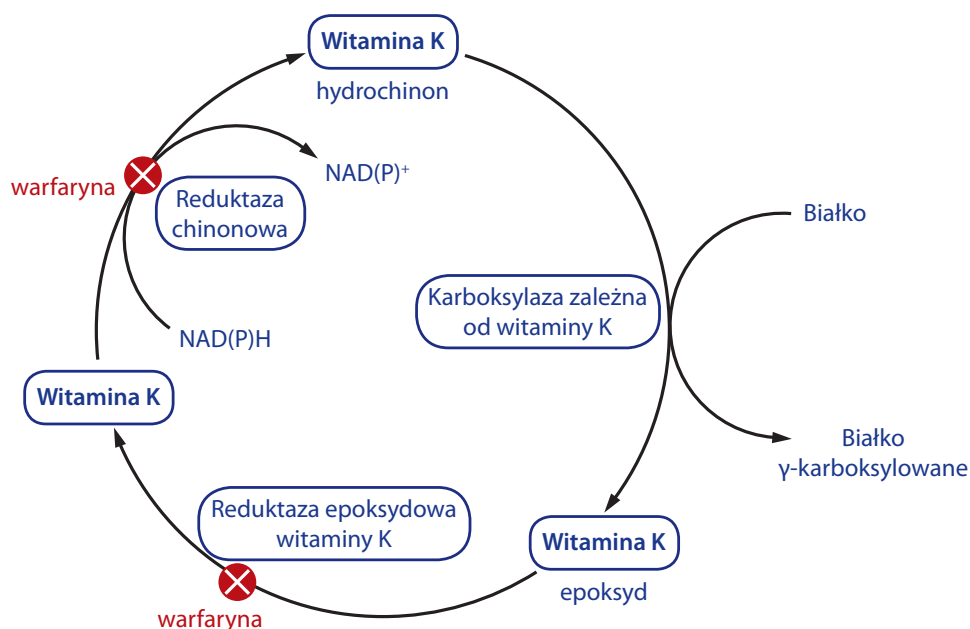 Witamina K
hydrochinon
warfaryna
NAD(P)⁺
Reduktaza
chinonowa
Białko
Karboksylaza zależna
od witaminy K
NAD(P)H
Witamina K
Białko
γ-karboksylowane
Reduktaza epoksydowa
witaminy K
Witamina K
epoksyd
warfaryna